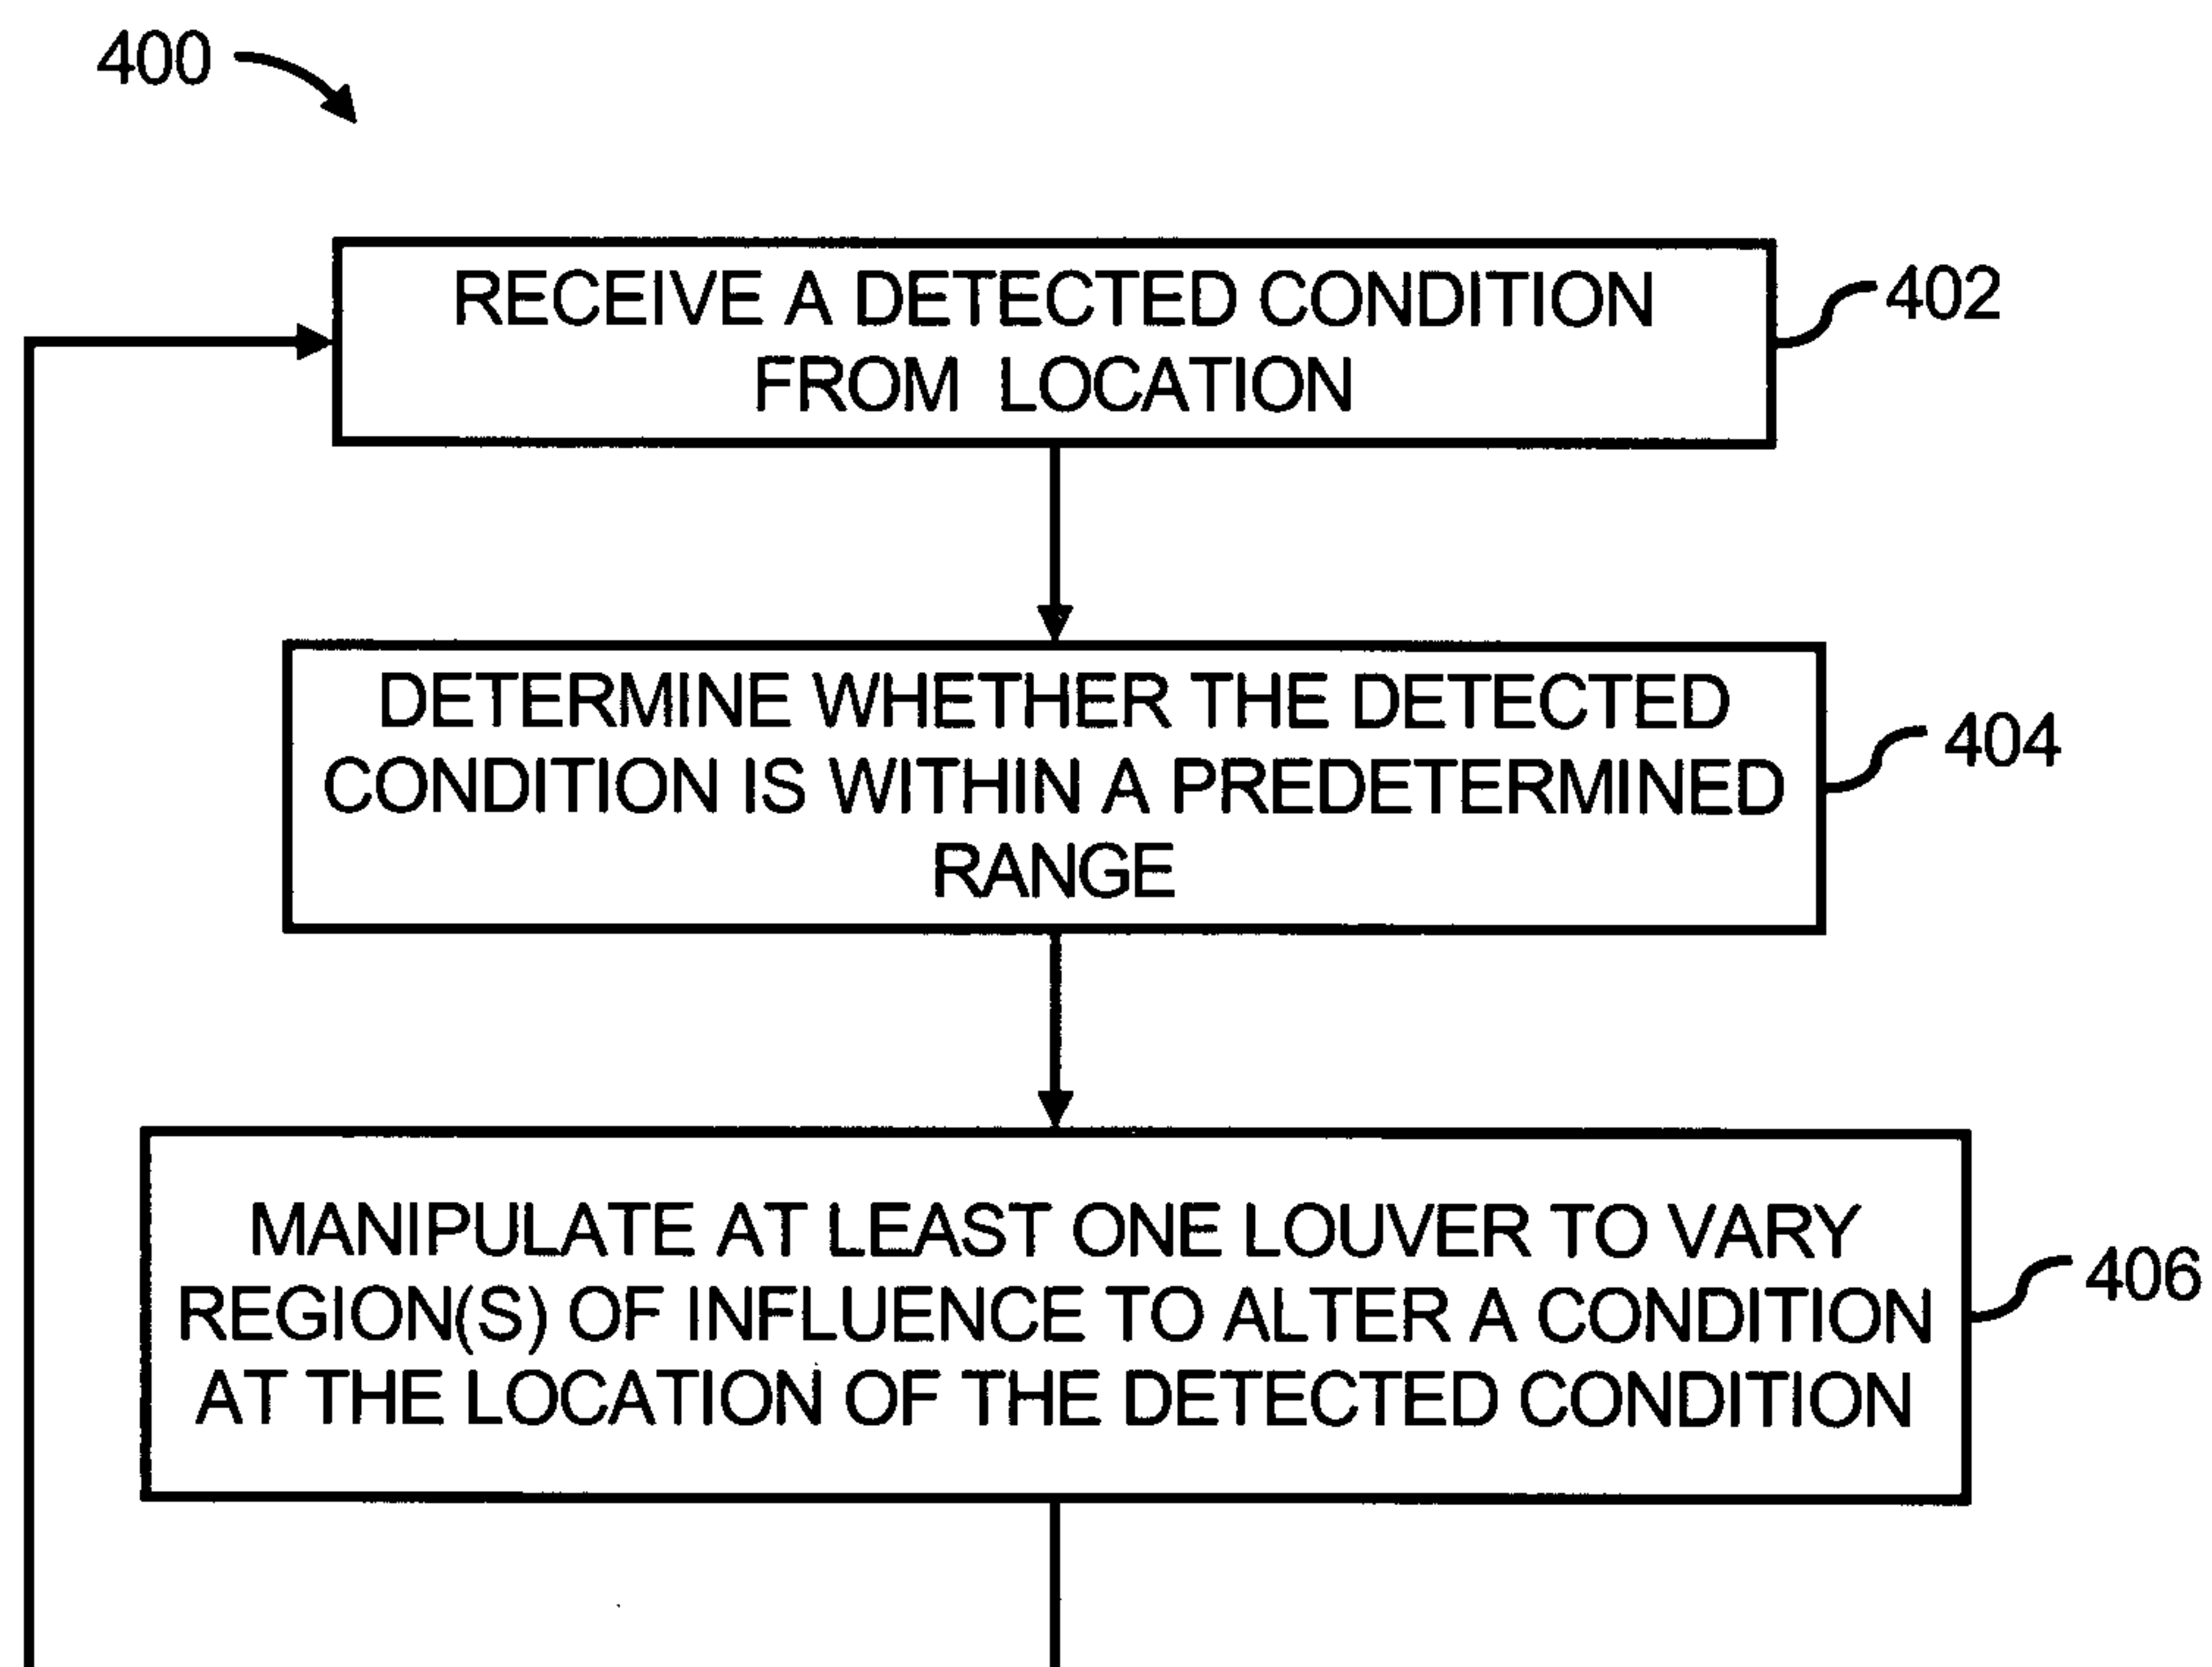 400
RECEIVE A DETECTED CONDITION
FROM LOCATION
402
DETERMINE WHETHER THE DETECTED
CONDITION IS WITHIN A PREDETERMINED
RANGE
404
MANIPULATE AT LEAST ONE LOUVER TO VARY
REGION(S) OF INFLUENCE TO ALTER A CONDITION
AT THE LOCATION OF THE DETECTED CONDITION
406